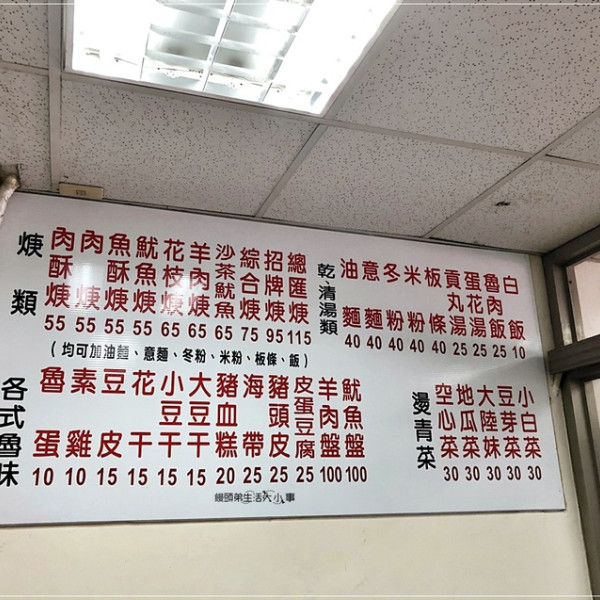 焿類
肉酥焿 55
肉焿 55
魚酥焿 55
魷魚焿 55
花枝焿 65
羊肉焿 65
沙茶魷魚焿 65
綜合焿 75
招牌焿 95
總匯焿 115
(均可加油麵、意麵、冬粉、米粉、板條、飯)
乾、清湯類
油麵 40
意麵 40
冬粉 40
米粉 40
板條 40
貢丸湯 25
蛋花湯 25
魯肉飯 25
白飯 10
各式魯味
魯蛋 10
素雞 10
豆皮 15
花干 15
小豆干 15
大豆干 15
豬血糕 20
海帶 25
豬頭皮 25
皮蛋豆腐 25
羊肉盤 100
魷魚盤 100
燙青菜
空心菜 30
地瓜菜 30
大陸妹 30
豆芽菜 30
小白菜 30
饅頭弟生活大小事